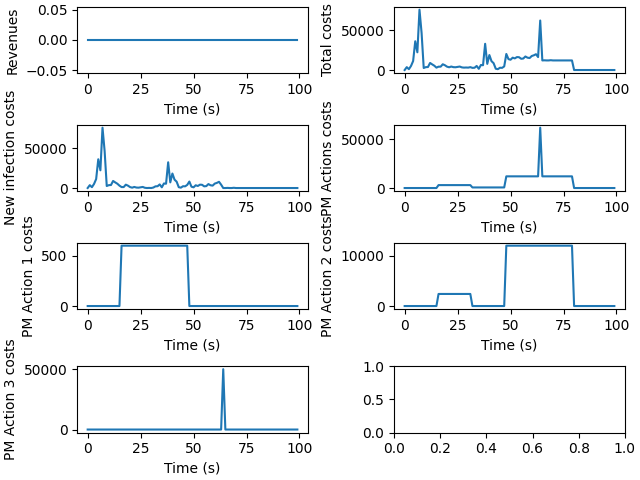 Revenues
0.05
0.00
−0.05
0 25 50 75 100
Time (s)
Total costs
50000
0
0 25 50 75 100
Time (s)
New infection costs
50000
0
0 25 50 75 100
Time (s)
PM Actions costs
50000
0
0 25 50 75 100
Time (s)
PM Action 1 costs
500
0
0 25 50 75 100
Time (s)
PM Action 2 costs
10000
0
0 25 50 75 100
Time (s)
PM Action 3 costs
50000
0
0 25 50 75 100
Time (s)
1.0
0.5
0.0
0.0 0.2 0.4 0.6 0.8 1.0